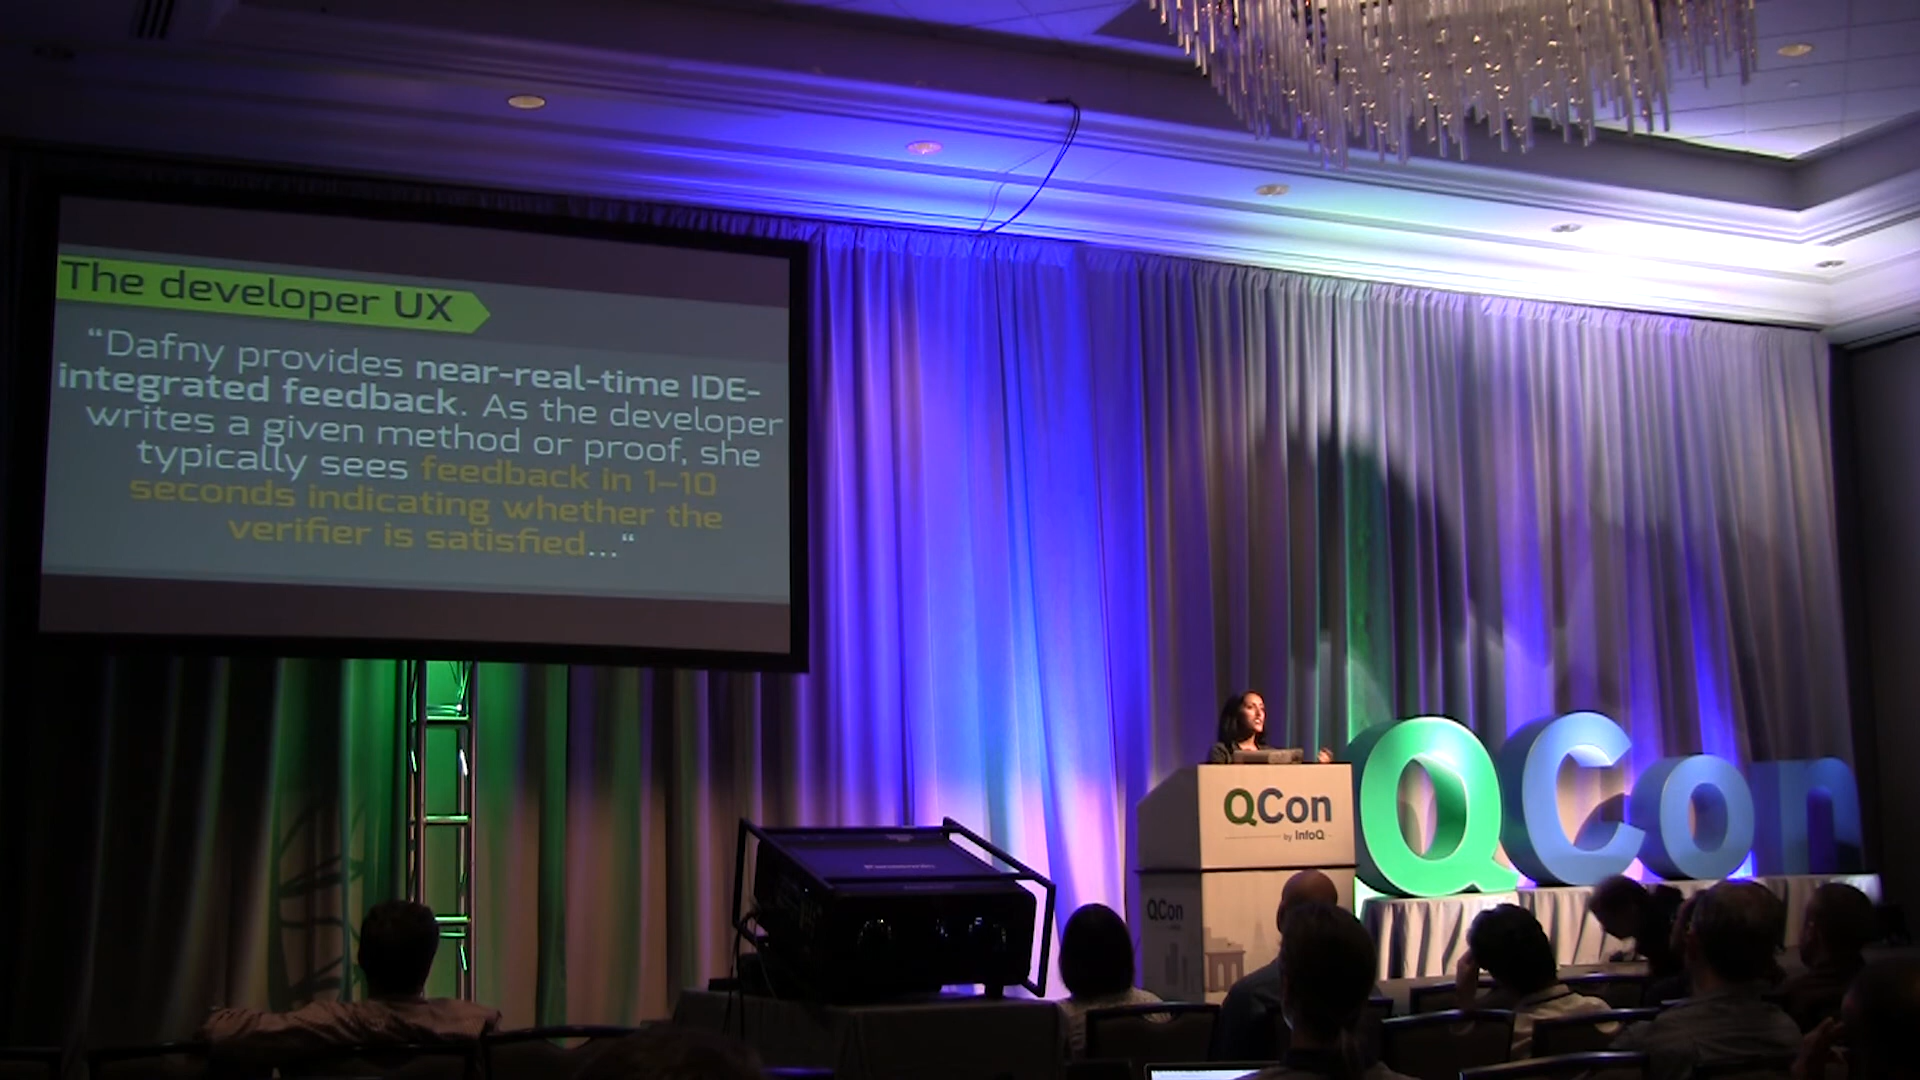 The developer UX
“Dafny provides near-real-time IDE-
integrated feedback. As the developer
writes a given method or proof, she
typically sees feedback in 1–10
seconds indicating whether the
verifier is satisfied...“
QCon
by InfoQ
QCon
QCon